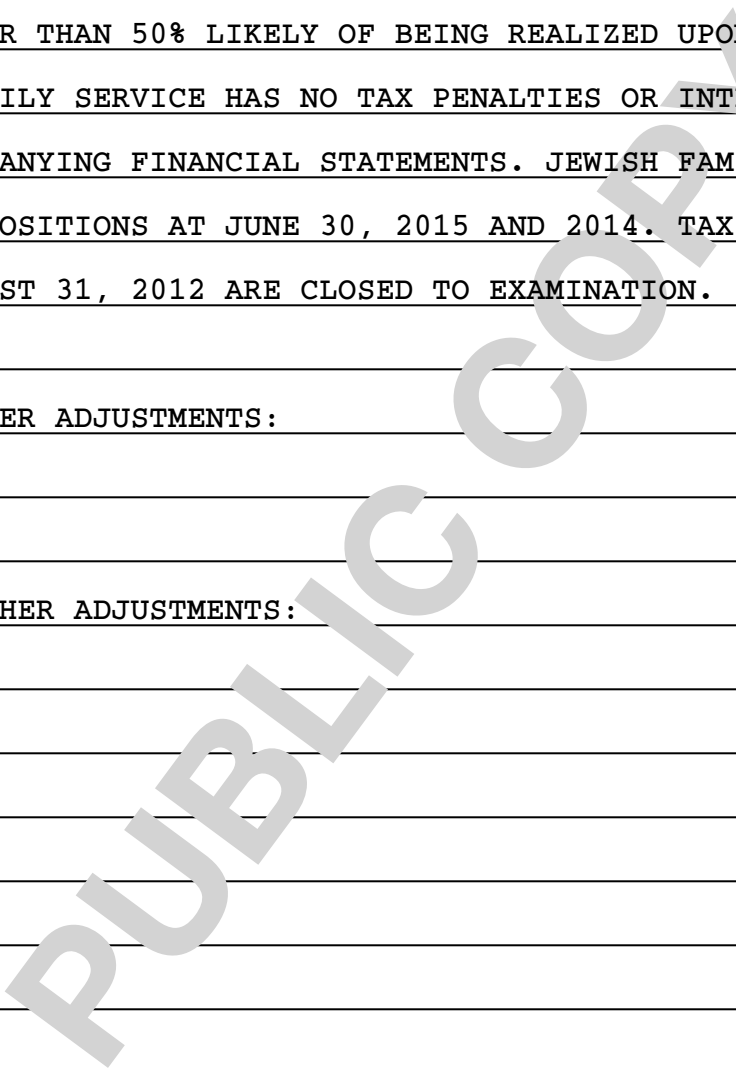 R THAN 50% LIKELY OF BEING REALIZED UPO
ILY SERVICE HAS NO TAX PENALTIES OR INT
ANYING FINANCIAL STATEMENTS. JEWISH FAM
OSITIONS AT JUNE 30, 2015 AND 2014. TAX
ST 31, 2012 ARE CLOSED TO EXAMINATION.
ER ADJUSTMENTS:
HER ADJUSTMENTS:
PUBLIC COPY